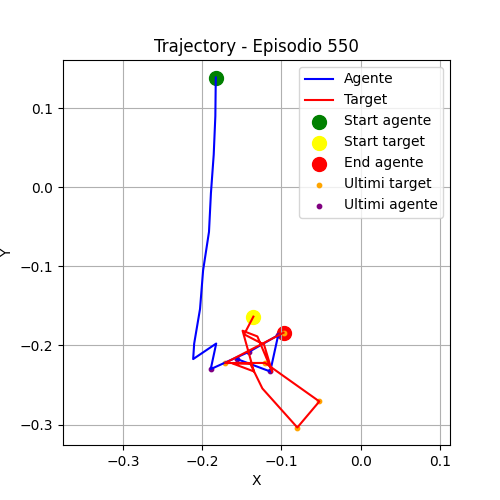 Trajectory - Episodio 550
Agente
Target
Start agente
Start target
End agente
Ultimi target
Ultimi agente
Y
0.1
0.0
−0.1
−0.2
−0.3
−0.3
−0.2
−0.1
0.0
0.1
X